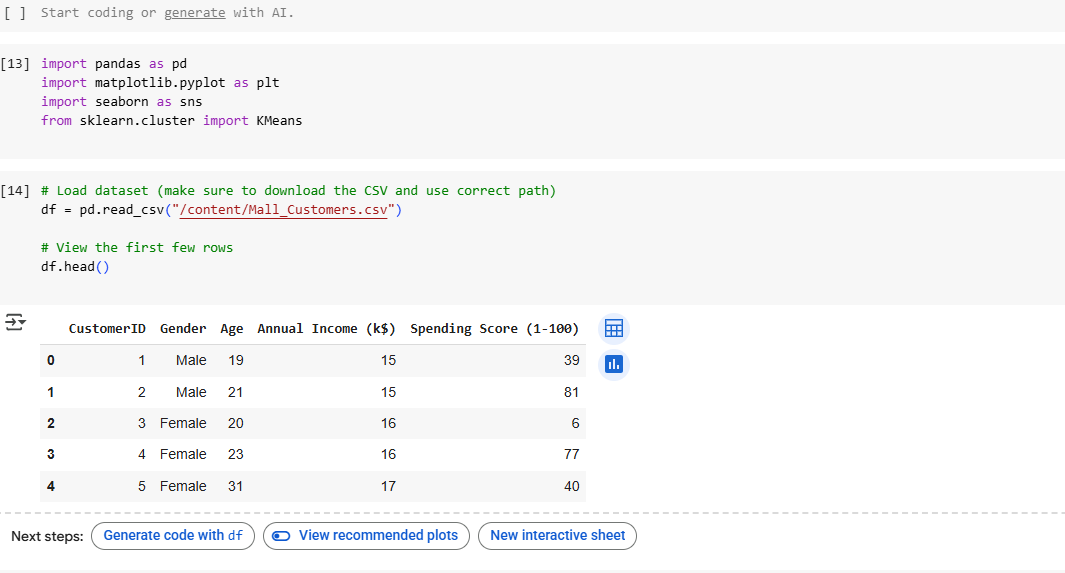 [ ] Start coding or generate with AI.
[13] import pandas as pd
import matplotlib.pyplot as plt
import seaborn as sns
from sklearn.cluster import KMeans
[14] # Load dataset (make sure to download the CSV and use correct path)
df = pd.read_csv("/content/Mall_Customers.csv")
# View the first few rows
df.head()
CustomerID Gender Age Annual Income (k$) Spending Score (1-100)
0 1 Male 19 15 39
1 2 Male 21 15 81
2 3 Female 20 16 6
3 4 Female 23 16 77
4 5 Female 31 17 40
Next steps: Generate code with df View recommended plots New interactive sheet